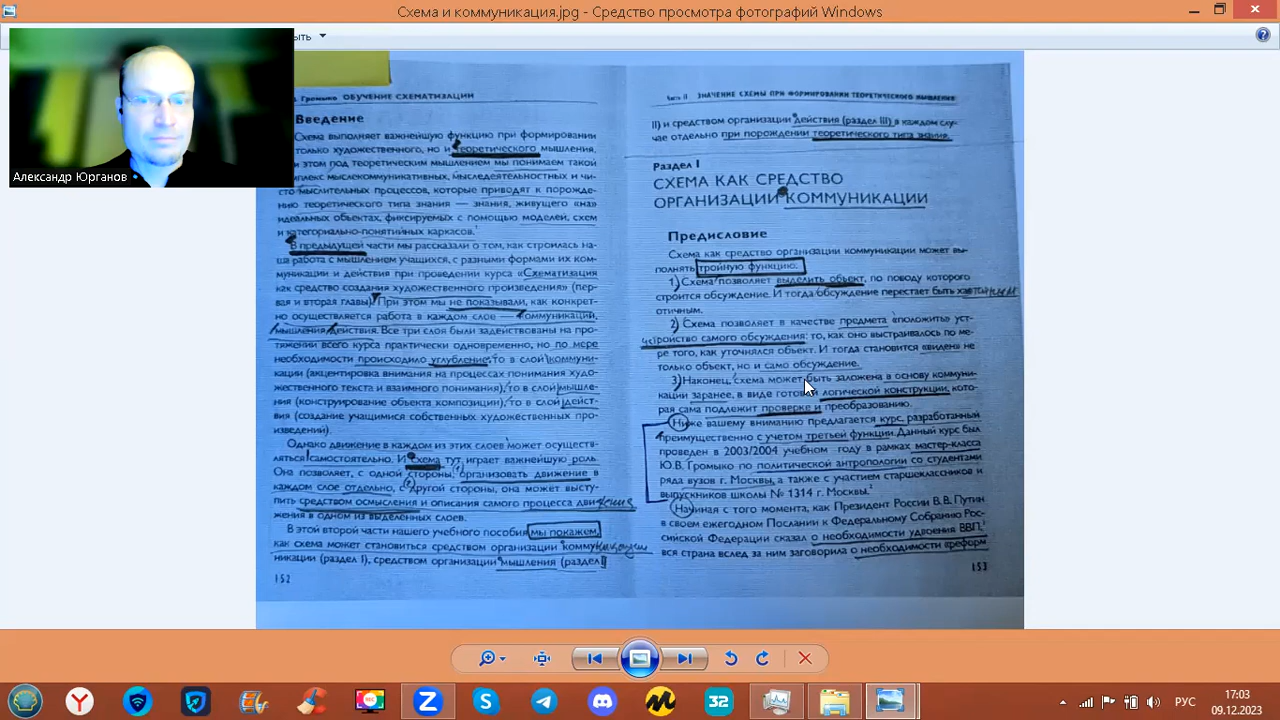 Схема и коммуникация.jpg - Средство просмотра фотографий Windows
ыть
Александр Юрганов
Громыко ОБУЧЕНИЕ СХЕМАТИЗАЦИИ
Введение
Схема выполняет важнейшую функцию при формировании
только художественного, но и теоретического мышления.
и этом под теоретическим мышлением мы понимаем такой
мплекс мыслекоммуникативных, мыследеятельностных и чи-
сто мыслительных процессов, которые приводят к порожде-
нию теоретического типа знания — знания, живущего «на»
идеальных объектах, фиксируемых с помощью моделей, схем
и категориально-понятийных каркасов.
В предыдущей части мы рассказали о том, как строилась на-
ша работа с мышлением учащихся, с разными формами их ком-
муникации и действия при проведении курса «Схематизация
как средство создания художественного произведения» (пер-
вая и вторая главы). При этом мы не показывали, как конкрет-
но осуществляется работа в каждом слое — коммуникации,
мышления, действия. Все три слоя были задействованы на про-
тяжении всего курса практически одновременно, но по мере
необходимости происходило углубление то в слой коммуни-
кации (акцентировка внимания на процессах понимания худо-
жественного текста и взаимного понимания), то в слой мышле-
ния (конструирование объекта композиции), то в слой дейст-
вия (создание учащимися собственных художественных про-
изведений).
Однако движение в каждом из этих слоев может осуществ-
ляться самостоятельно. И схема тут играет важнейшую роль.
Она позволяет, с одной стороны, организовать движение в
каждом слое отдельно, с другой стороны, она может высту-
пить средством осмысления и описания самого процесса движения
жения в одном из выделенных слоев.
В этой второй части нашего учебного пособия мы покажем,
как схема может становиться средством организации коммуникации
никации (раздел I), средством организации мышления (раздел
152
Часть II ЗНАЧЕНИЕ СХЕМЫ ПРИ ФОРМИРОВАНИИ ТЕОРЕТИЧЕСКОГО МЫШЛЕНИЯ
II) и средством организации действия (раздел III) в каждом слу-
чае отдельно при порождении теоретического типа знания.
Раздел I
СХЕМА КАК СРЕДСТВО
ОРГАНИЗАЦИИ КОММУНИКАЦИИ
Предисловие
Схема как средство организации коммуникации может вы-
полнять тройную функцию.
1) Схема позволяет выделить объект, по поводу которого
строится обсуждение. И тогда обсуждение перестает быть ха
отичным.
2) Схема позволяет в качестве предмета «положить» уст-
ройство самого обсуждения: то, как оно выстраивалось по ме-
ре того, как уточнялся объект. И тогда становится «виден» не
только объект, но и само обсуждение.
3) Наконец, схема может быть заложена в основу коммуни-
кации заранее, в виде готовой логической конструкции, кото-
рая сама подлежит проверке и преобразованию.
Ниже вашему вниманию предлагается курс, разработанный
преимущественно с учетом третьей функции. Данный курс был
проведен в 2003/2004 учебном году в рамках мастер-класса
Ю.В. Громыко по политической антропологии со студентами
ряда вузов г. Москвы, а также с участием старшеклассников и
выпускников школы № 1314 г. Москвы.²
Начиная с того момента, как Президент России В.В. Путин
в своем ежегодном Послании к Федеральному Собранию Рос-
сийской Федерации сказал о необходимости удвоения ВВП,
вся страна вслед за ним заговорила о необходимости «реформ
153
32
РУС
17:03
09.12.2023